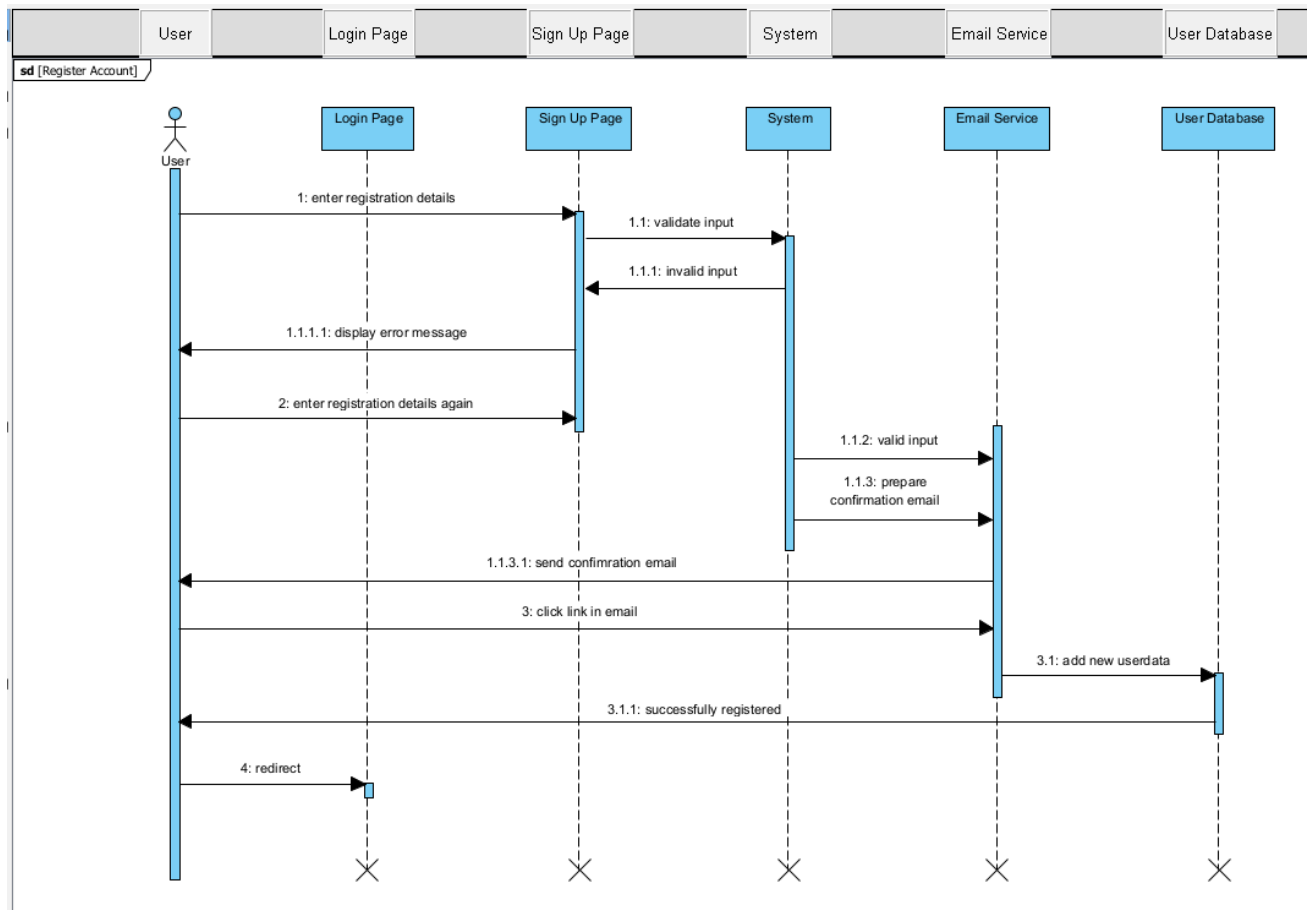 User
Login Page
Sign Up Page
System
Email Service
User Database
sd [Register Account]
Login Page
Sign Up Page
System
Email Service
User Database
User
1: enter registration details
1.1: validate input
1.1.1: invalid input
1.1.1.1: display error message
2: enter registration details again
1.1.2: valid input
1.1.3: prepare
confirmation email
1.1.3.1: send confimration email
3: click link in email
3.1: add new userdata
3.1.1: successfully registered
4: redirect